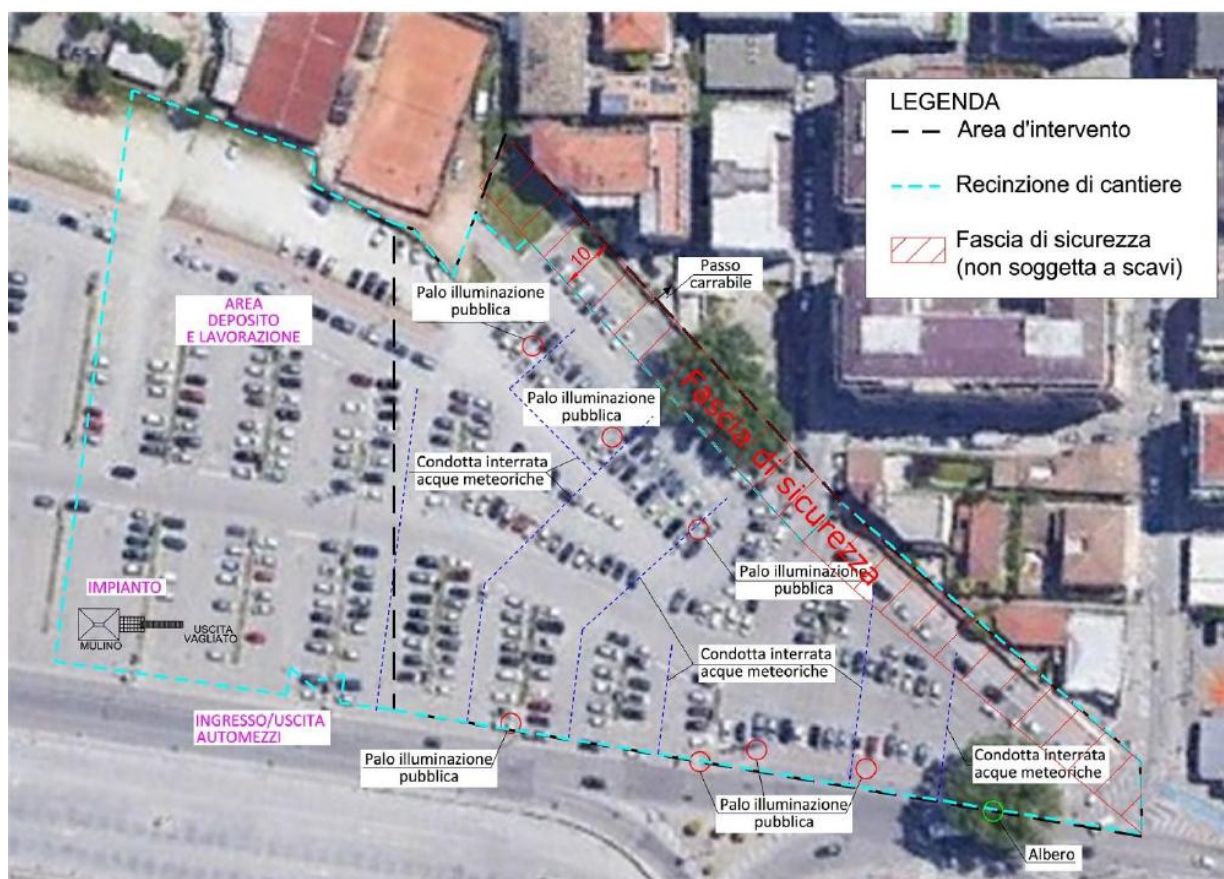 LEGENDA
Area d'intervento
Recinzione di cantiere
Fascia di sicurezza
(non soggetta a scavi)
10
Passo
carrabile
Palo illuminazione
pubblica
AREA
DEPOSITO
E LAVORAZIONE
Palo illuminazione
pubblica
Fascia di sicurezza
Condotta interrata
acque meteoriche
Palo illuminazione
pubblica
IMPIANTO
MULINO
USCITA
VAGLIATO
Condotta interrata
acque meteoriche
INGRESSO/USCITA
AUTOMEZZI
Palo illuminazione
pubblica
Condotta interrata
acque meteoriche
Palo illuminazione
pubblica
Albero